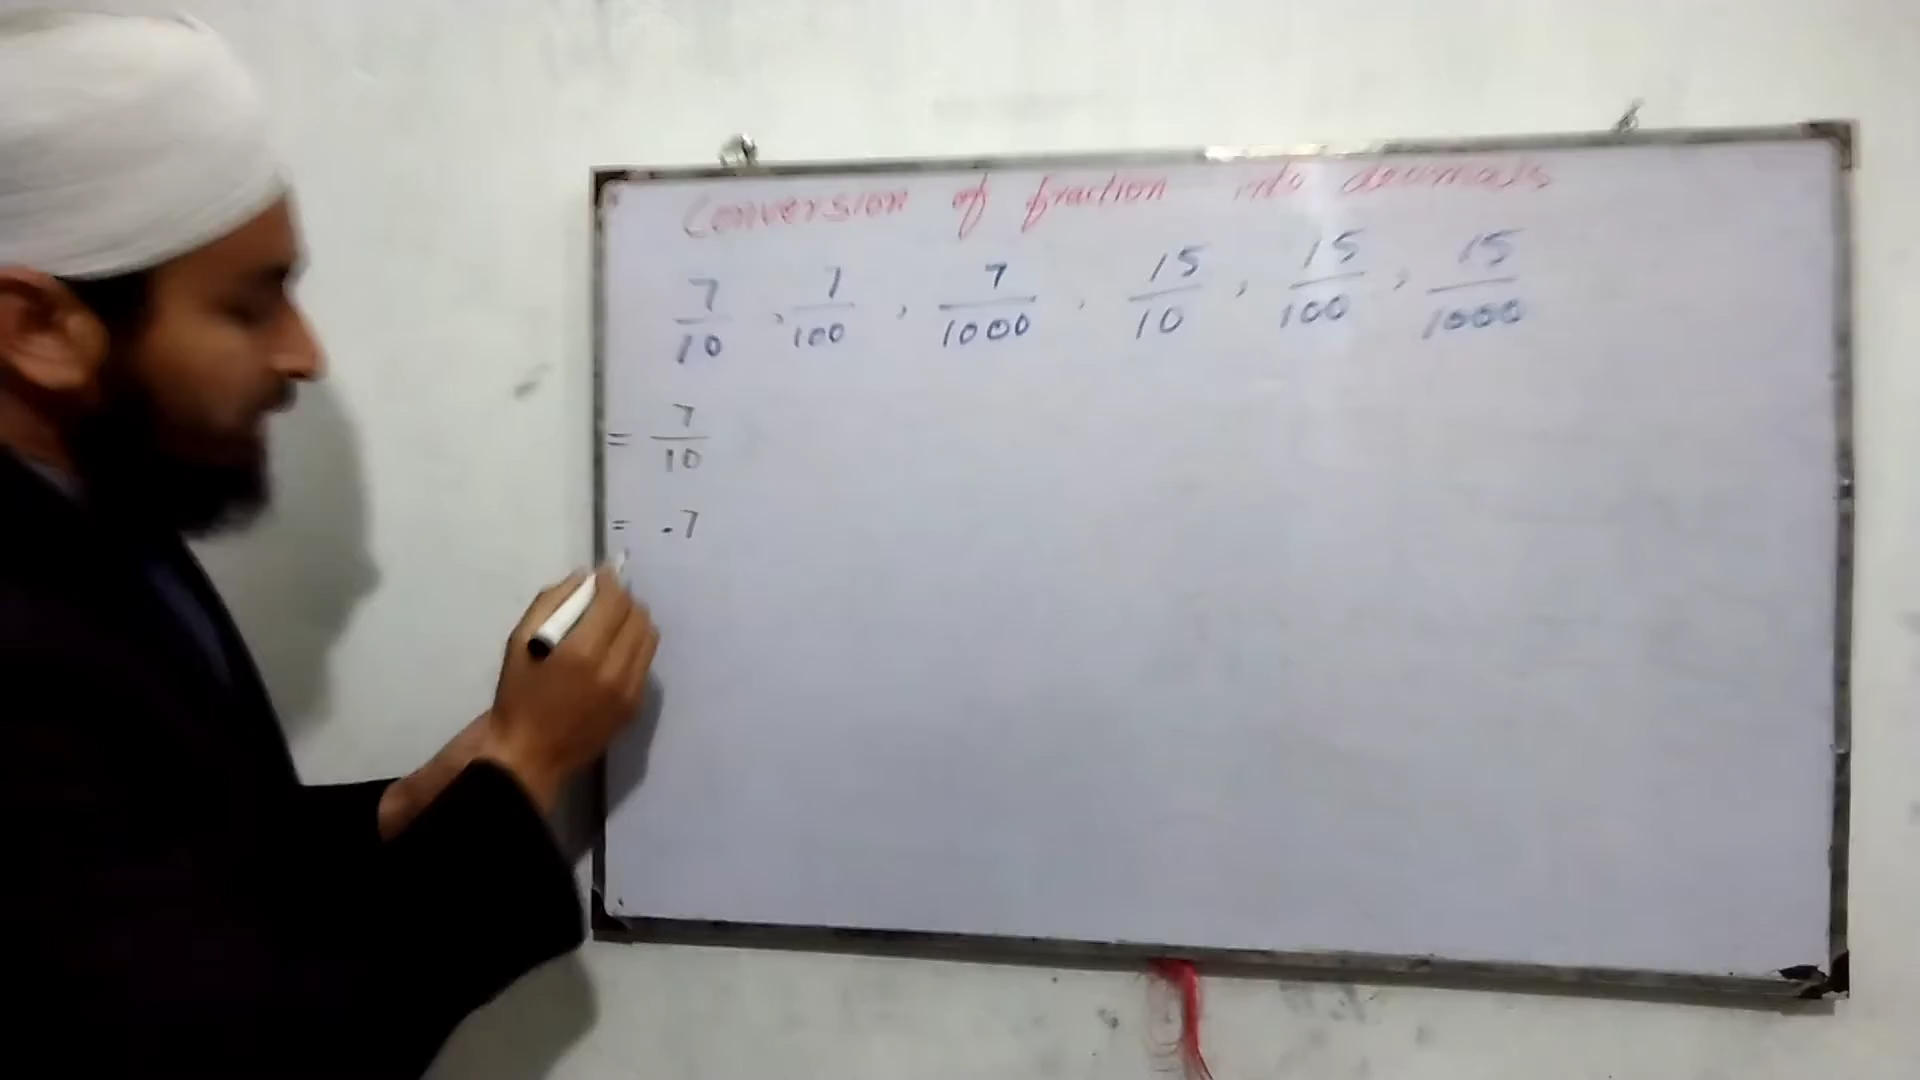 Conversion of fraction into decimals
7/10 , 7/100 , 7/1000 , 15/10 , 15/100 , 15/1000
= 7/10
= .7